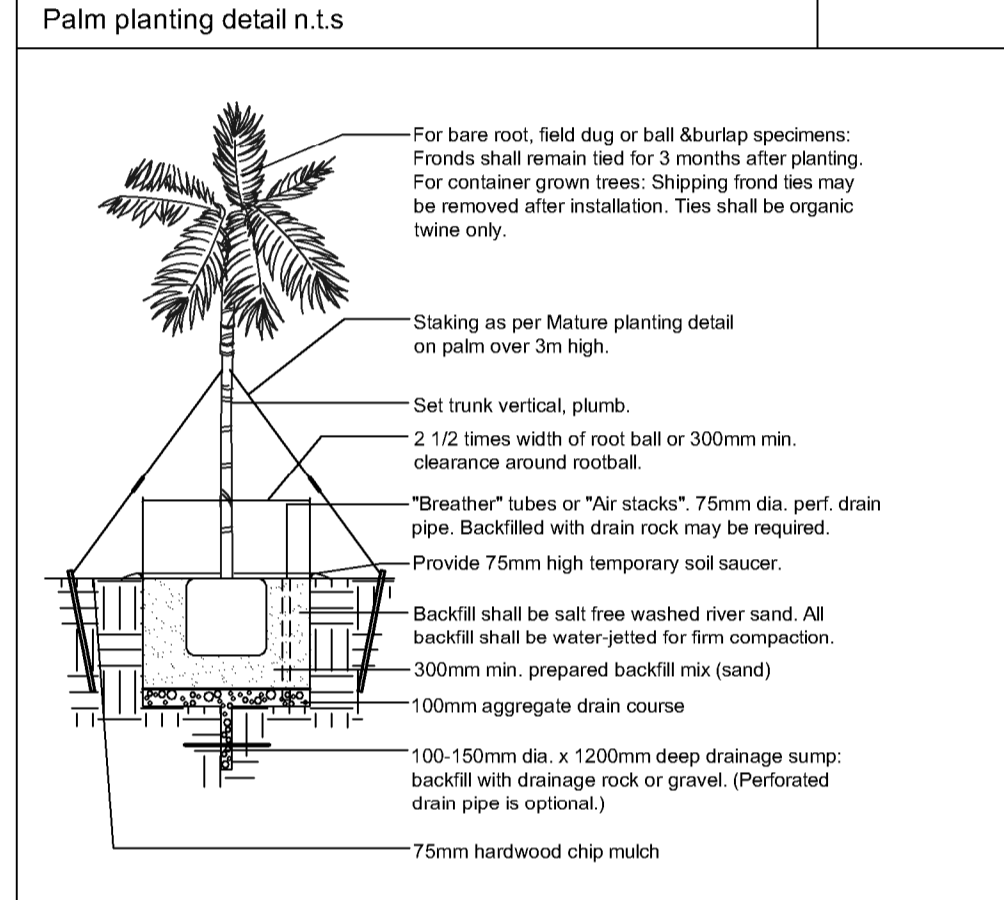 Palm planting detail n.t.s
For bare root, field dug or ball &burlap specimens:
Fronds shall remain tied for 3 months after planting.
For container grown trees: Shipping frond ties may
be removed after installation. Ties shall be organic
twine only.
Staking as per Mature planting detail
on palm over 3m high.
Set trunk vertical, plumb.
2 1/2 times width of root ball or 300mm min.
clearance around rootball.
"Breather" tubes or "Air stacks". 75mm dia. perf. drain
pipe. Backfilled with drain rock may be required.
Provide 75mm high temporary soil saucer.
Backfill shall be salt free washed river sand. All
backfill shall be water-jetted for firm compaction.
300mm min. prepared backfill mix (sand)
100mm aggregate drain course
100-150mm dia. x 1200mm deep drainage sump:
backfill with drainage rock or gravel. (Perforated
drain pipe is optional.)
75mm hardwood chip mulch